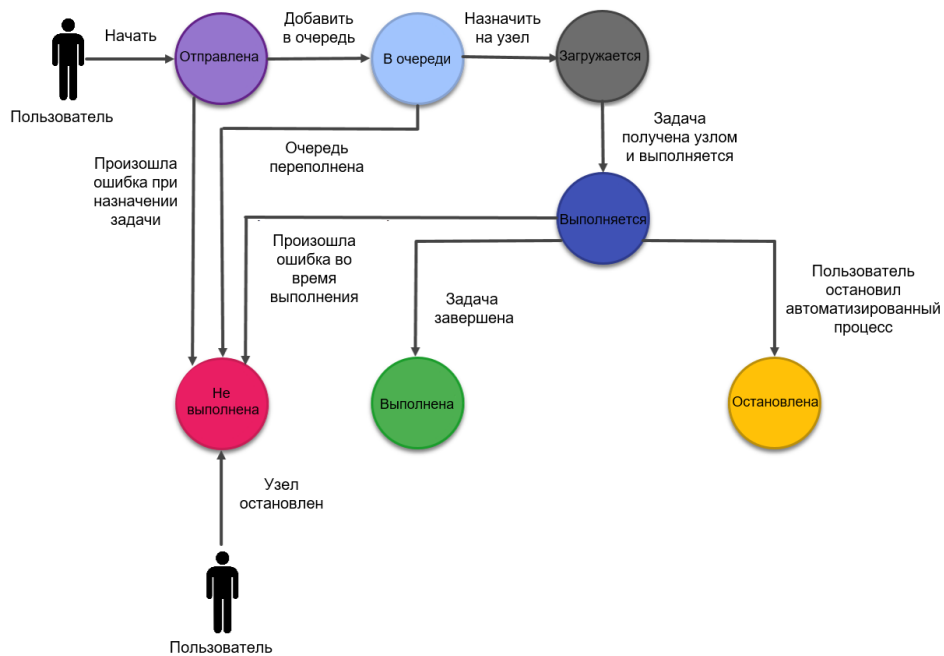 Пользователь
Начать
Отправлена
Добавить
в очередь
В очереди
Назначить
на узел
Загружается
Задача
получена узлом
и выполняется
Очередь
переполнена
Произошла
ошибка при
назначении
задачи
Выполняется
Произошла
ошибка во
время
выполнения
Задача
завершена
Пользователь
остановил
автоматизированный
процесс
Не
выполнена
Выполнена
Остановлена
Узел
остановлен
Пользователь